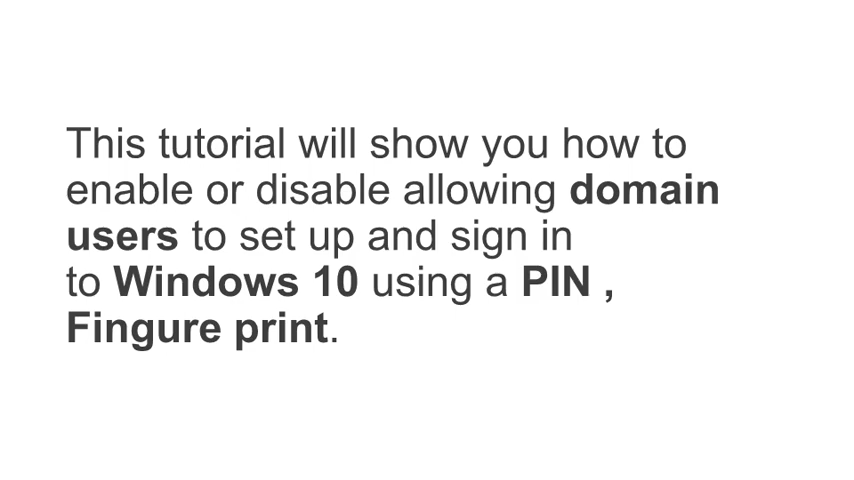 This tutorial will show you how to
enable or disable allowing domain
users to set up and sign in
to Windows 10 using a PIN ,
Fingure print.